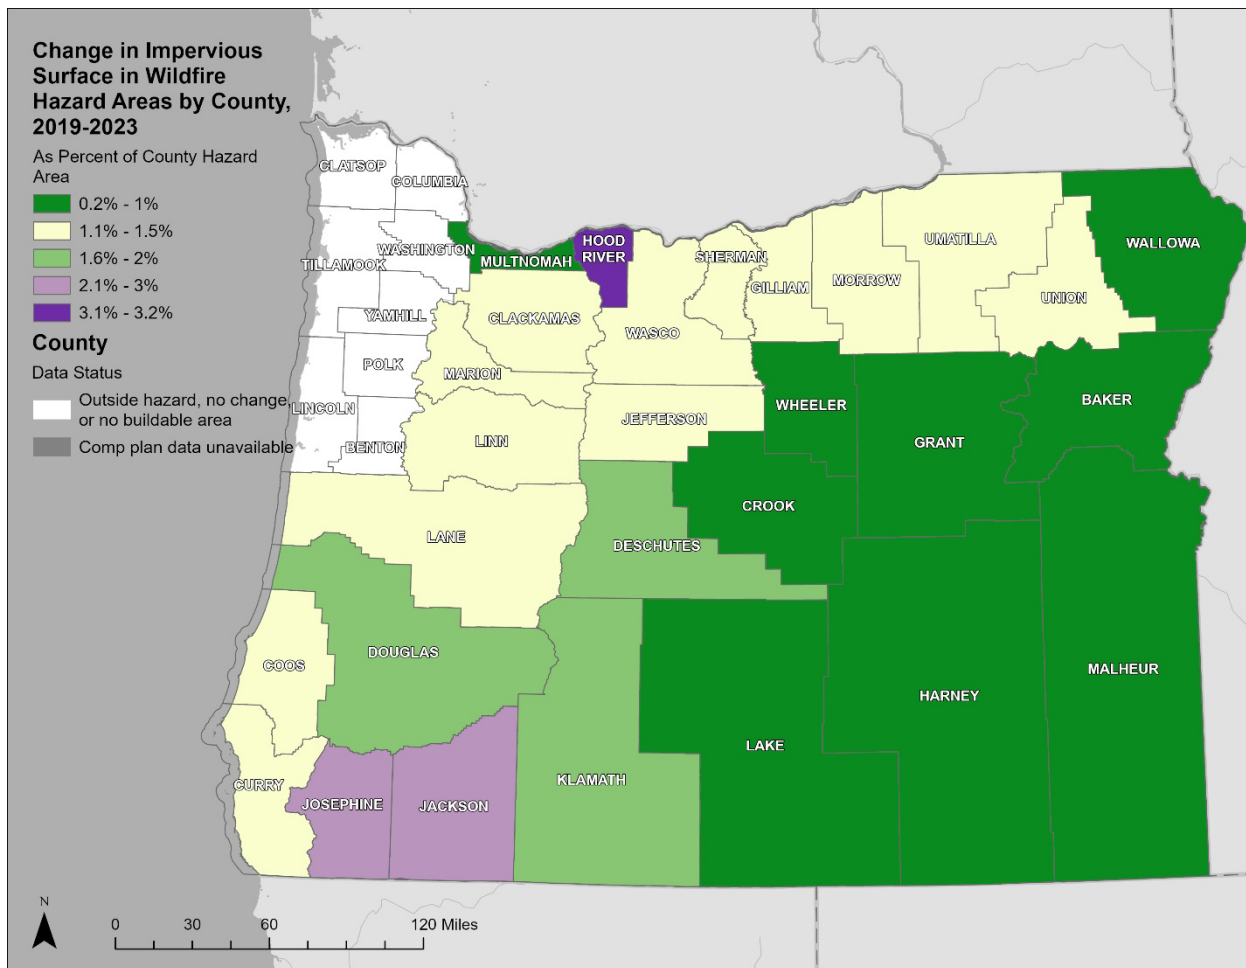 Change in Impervious
Surface in Wildfire
Hazard Areas by County,
2019-2023
As Percent of County Hazard
Area
0.2% - 1%
1.1% - 1.5%
1.6% - 2%
2.1% - 3%
3.1% - 3.2%
County
Data Status
Outside hazard, no change,
or no buildable area
Comp plan data unavailable
CLATSOP
COLUMBIA
WASHINGTON
TILLAMOOK
MULTNOMAH
HOOD
RIVER
SHERMAN
UMATILLA
WALLOWA
GILLIAM
MORROW
UNION
YAMHILL
CLACKAMAS
WASCO
POLK
MARION
LINCOLN
BENTON
LINN
JEFFERSON
WHEELER
GRANT
BAKER
CROOK
LANE
DESCHUTES
COOS
DOUGLAS
HARNEY
MALHEUR
LAKE
CURRY
JOSEPHINE
JACKSON
KLAMATH
N
0 30 60 120 Miles